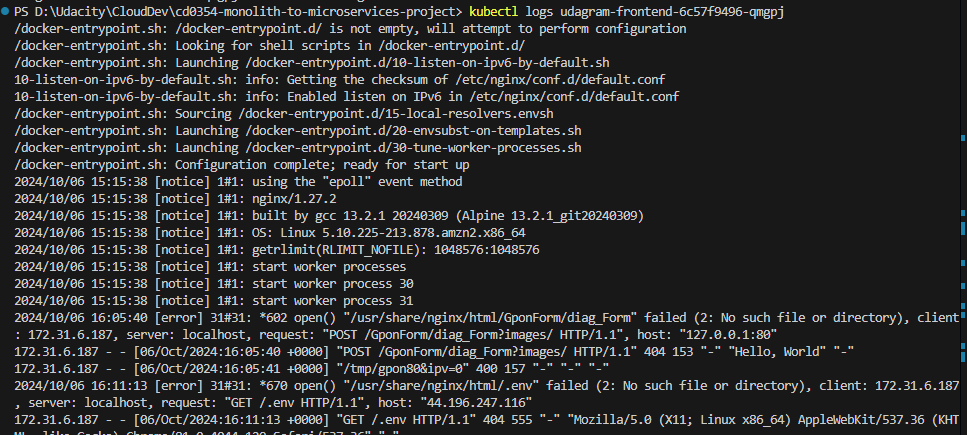 PS D:\Udacity\CloudDev\cd0354-monolith-to-microservices-project> kubectl logs udagram-frontend-6c57f9496-qmgpj
/docker-entrypoint.sh: /docker-entrypoint.d/ is not empty, will attempt to perform configuration
/docker-entrypoint.sh: Looking for shell scripts in /docker-entrypoint.d/
/docker-entrypoint.sh: Launching /docker-entrypoint.d/10-listen-on-ipv6-by-default.sh
10-listen-on-ipv6-by-default.sh: info: Getting the checksum of /etc/nginx/conf.d/default.conf
10-listen-on-ipv6-by-default.sh: info: Enabled listen on IPv6 in /etc/nginx/conf.d/default.conf
/docker-entrypoint.sh: Sourcing /docker-entrypoint.d/15-local-resolvers.envsh
/docker-entrypoint.sh: Launching /docker-entrypoint.d/20-envsubst-on-templates.sh
/docker-entrypoint.sh: Launching /docker-entrypoint.d/30-tune-worker-processes.sh
/docker-entrypoint.sh: Configuration complete; ready for start up
2024/10/06 15:15:38 [notice] 1#1: using the "epoll" event method
2024/10/06 15:15:38 [notice] 1#1: nginx/1.27.2
2024/10/06 15:15:38 [notice] 1#1: built by gcc 13.2.1 20240309 (Alpine 13.2.1_git20240309)
2024/10/06 15:15:38 [notice] 1#1: OS: Linux 5.10.225-213.878.amzn2.x86_64
2024/10/06 15:15:38 [notice] 1#1: getrlimit(RLIMIT_NOFILE): 1048576:1048576
2024/10/06 15:15:38 [notice] 1#1: start worker processes
2024/10/06 15:15:38 [notice] 1#1: start worker process 30
2024/10/06 15:15:38 [notice] 1#1: start worker process 31
2024/10/06 16:05:40 [error] 31#31: *602 open() "/usr/share/nginx/html/GponForm/diag_Form" failed (2: No such file or directory), client
: 172.31.6.187, server: localhost, request: "POST /GponForm/diag_Form?images/ HTTP/1.1", host: "127.0.0.1:80"
172.31.6.187 - - [06/Oct/2024:16:05:40 +0000] "POST /GponForm/diag_Form?images/ HTTP/1.1" 404 153 "-" "Hello, World" "-"
172.31.6.187 - - [06/Oct/2024:16:05:41 +0000] "/tmp/gpon80&ipv=0" 400 157 "-" "-" "-"
2024/10/06 16:11:13 [error] 31#31: *670 open() "/usr/share/nginx/html/.env" failed (2: No such file or directory), client: 172.31.6.187
, server: localhost, request: "GET /.env HTTP/1.1", host: "44.196.247.116"
172.31.6.187 - - [06/Oct/2024:16:11:13 +0000] "GET /.env HTTP/1.1" 404 555 "-" "Mozilla/5.0 (X11; Linux x86_64) AppleWebKit/537.36 (KHT